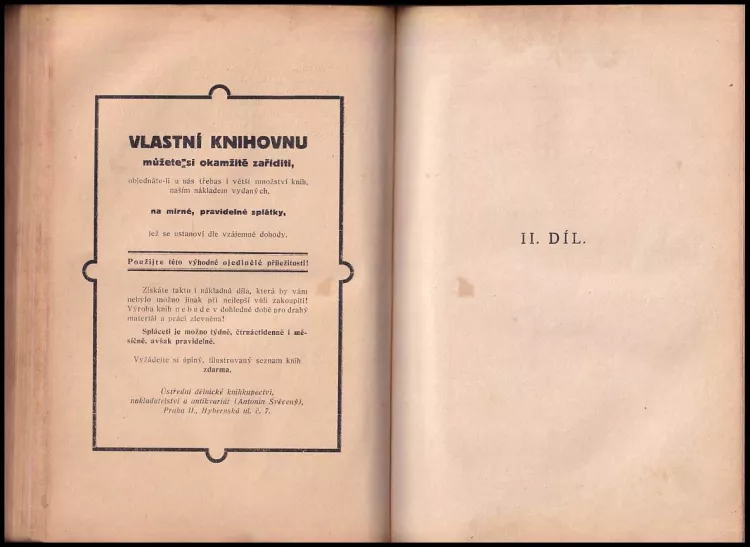 VLASTNÍ KNIHOVNU
můžete si okamžitě zaříditi,
objednáte-li u nás třebas i větší množství knih,
naším nákladem vydaných,
na mírné, pravidelné splátky,
jež se ustanoví dle vzájemné dohody.
Použijte této výhodné ojedinělé příležitosti!
Získáte takto i nákladná díla, která by vám
nebylo možno jinak při nejlepší vůli zakoupiti!
Výroba knih nebude v dohledné době pro drahý
materiál a práci zlevněna!
Spláceti je možno týdně, čtrnáctidenně i mě-
síčně, avšak pravidelně.
Vyžádejte si úplný, illustrovaný seznam knih
zdarma.
Ústřední dělnické knihkupectví,
nakladatelství a antikvariát (Antonín Svěcený),
Praha II., Hybernská ul. č. 7.
II. DÍL.